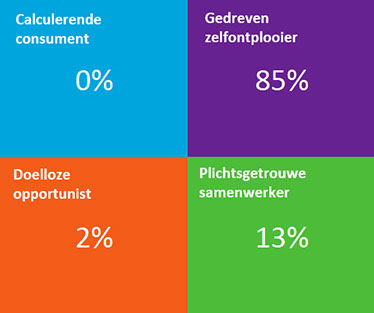 Calculerende
consument
0%
Gedreven
zelfontplooier
85%
Doelloze
opportunist
2%
Plichtsgetrouwe
samenwerker
13%